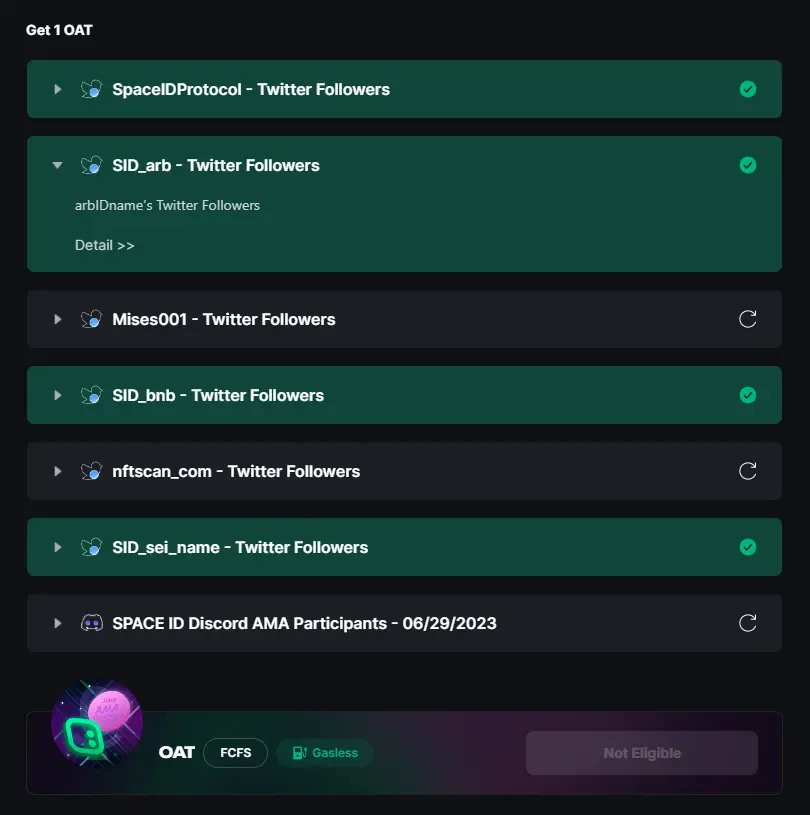 Get 1 OAT
SpaceIDProtocol - Twitter Followers
SID_arb - Twitter Followers
arbIDname's Twitter Followers
Detail >>
Mises001 - Twitter Followers
SID_bnb - Twitter Followers
nftscan_com - Twitter Followers
SID_sei_name - Twitter Followers
SPACE ID Discord AMA Participants - 06/29/2023
AMA
OAT FCFS Gasless Not Eligible